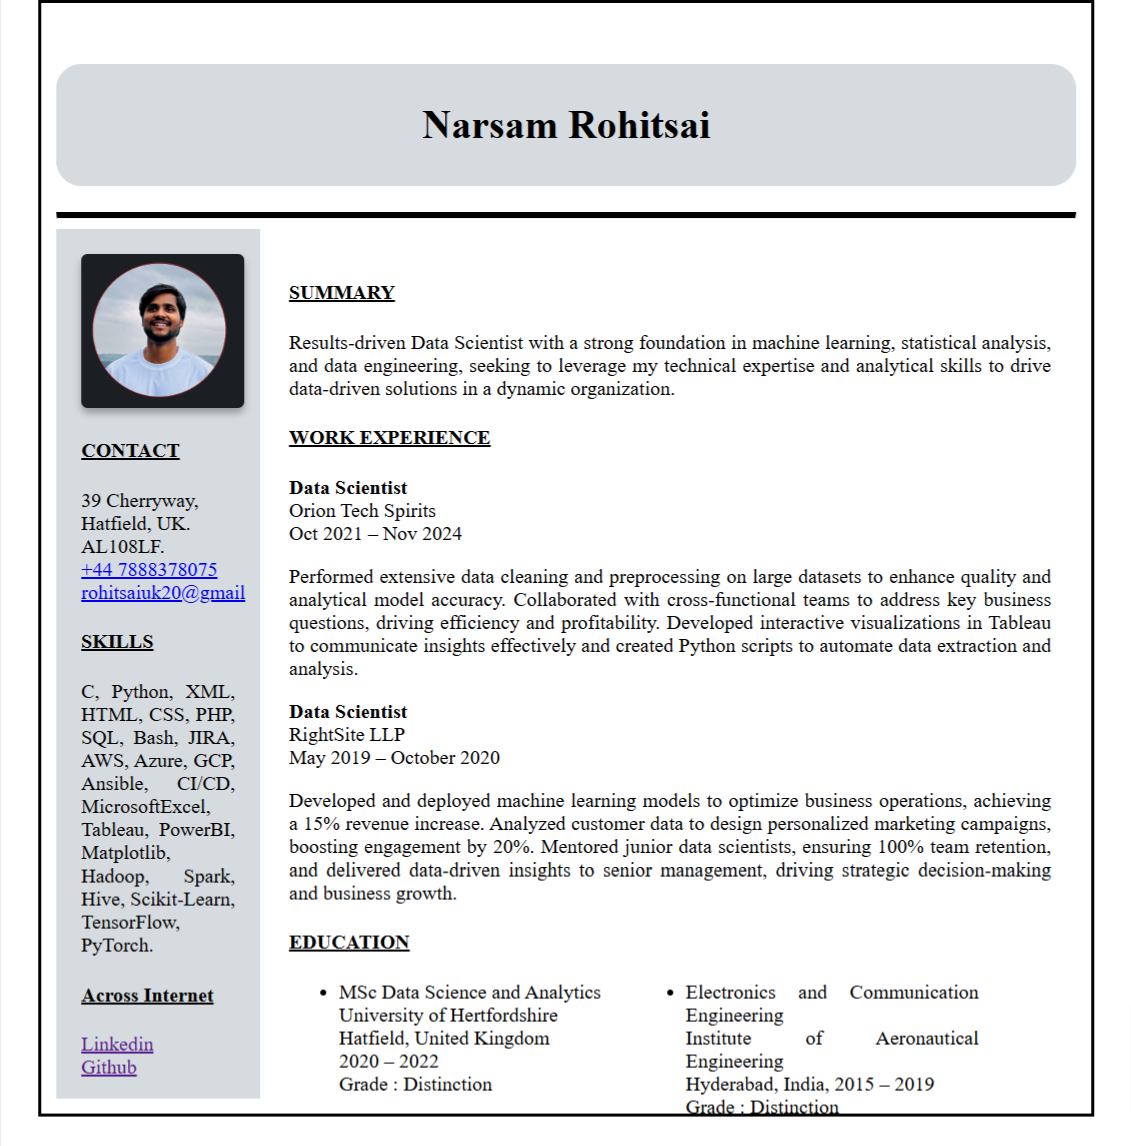 Narsam Rohitsai
CONTACT
39 Cherryway,
Hatfield, UK.
AL108LF.
+44 7888378075
rohitsaiuk20@gmail
SKILLS
C, Python, XML,
HTML, CSS, PHP,
SQL, Bash, JIRA,
AWS, Azure, GCP,
Ansible, CI/CD,
MicrosoftExcel,
Tableau, PowerBI,
Matplotlib,
Hadoop, Spark,
Hive, Scikit-Learn,
TensorFlow,
PyTorch.
Across Internet
Linkedin
Github
SUMMARY
Results-driven Data Scientist with a strong foundation in machine learning, statistical analysis,
and data engineering, seeking to leverage my technical expertise and analytical skills to drive
data-driven solutions in a dynamic organization.
WORK EXPERIENCE
Data Scientist
Orion Tech Spirits
Oct 2021 – Nov 2024
Performed extensive data cleaning and preprocessing on large datasets to enhance quality and
analytical model accuracy. Collaborated with cross-functional teams to address key business
questions, driving efficiency and profitability. Developed interactive visualizations in Tableau
to communicate insights effectively and created Python scripts to automate data extraction and
analysis.
Data Scientist
RightSite LLP
May 2019 – October 2020
Developed and deployed machine learning models to optimize business operations, achieving
a 15% revenue increase. Analyzed customer data to design personalized marketing campaigns,
boosting engagement by 20%. Mentored junior data scientists, ensuring 100% team retention,
and delivered data-driven insights to senior management, driving strategic decision-making
and business growth.
EDUCATION
• MSc Data Science and Analytics
University of Hertfordshire
Hatfield, United Kingdom
2020 – 2022
Grade : Distinction
• Electronics and Communication
Engineering
Institute of Aeronautical
Engineering
Hyderabad, India, 2015 – 2019
Grade : Distinction